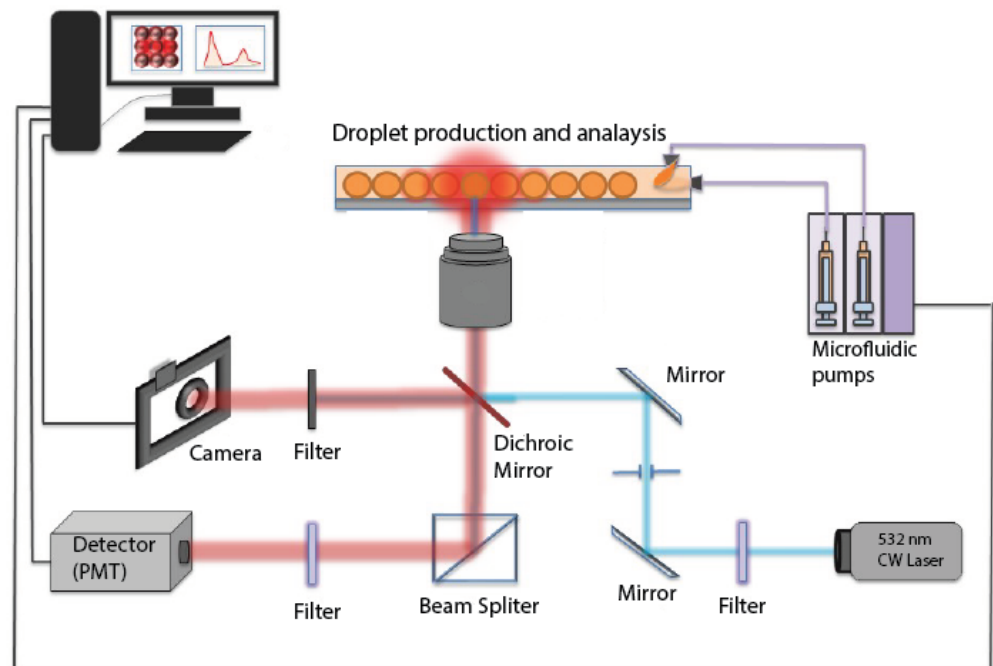 Droplet production and analaysis
Microfluidic
pumps
Mirror
Camera
Filter
Dichroic
Mirror
Detector
(PMT)
Filter
Beam Spliter
Mirror
Filter
532 nm
CW Laser